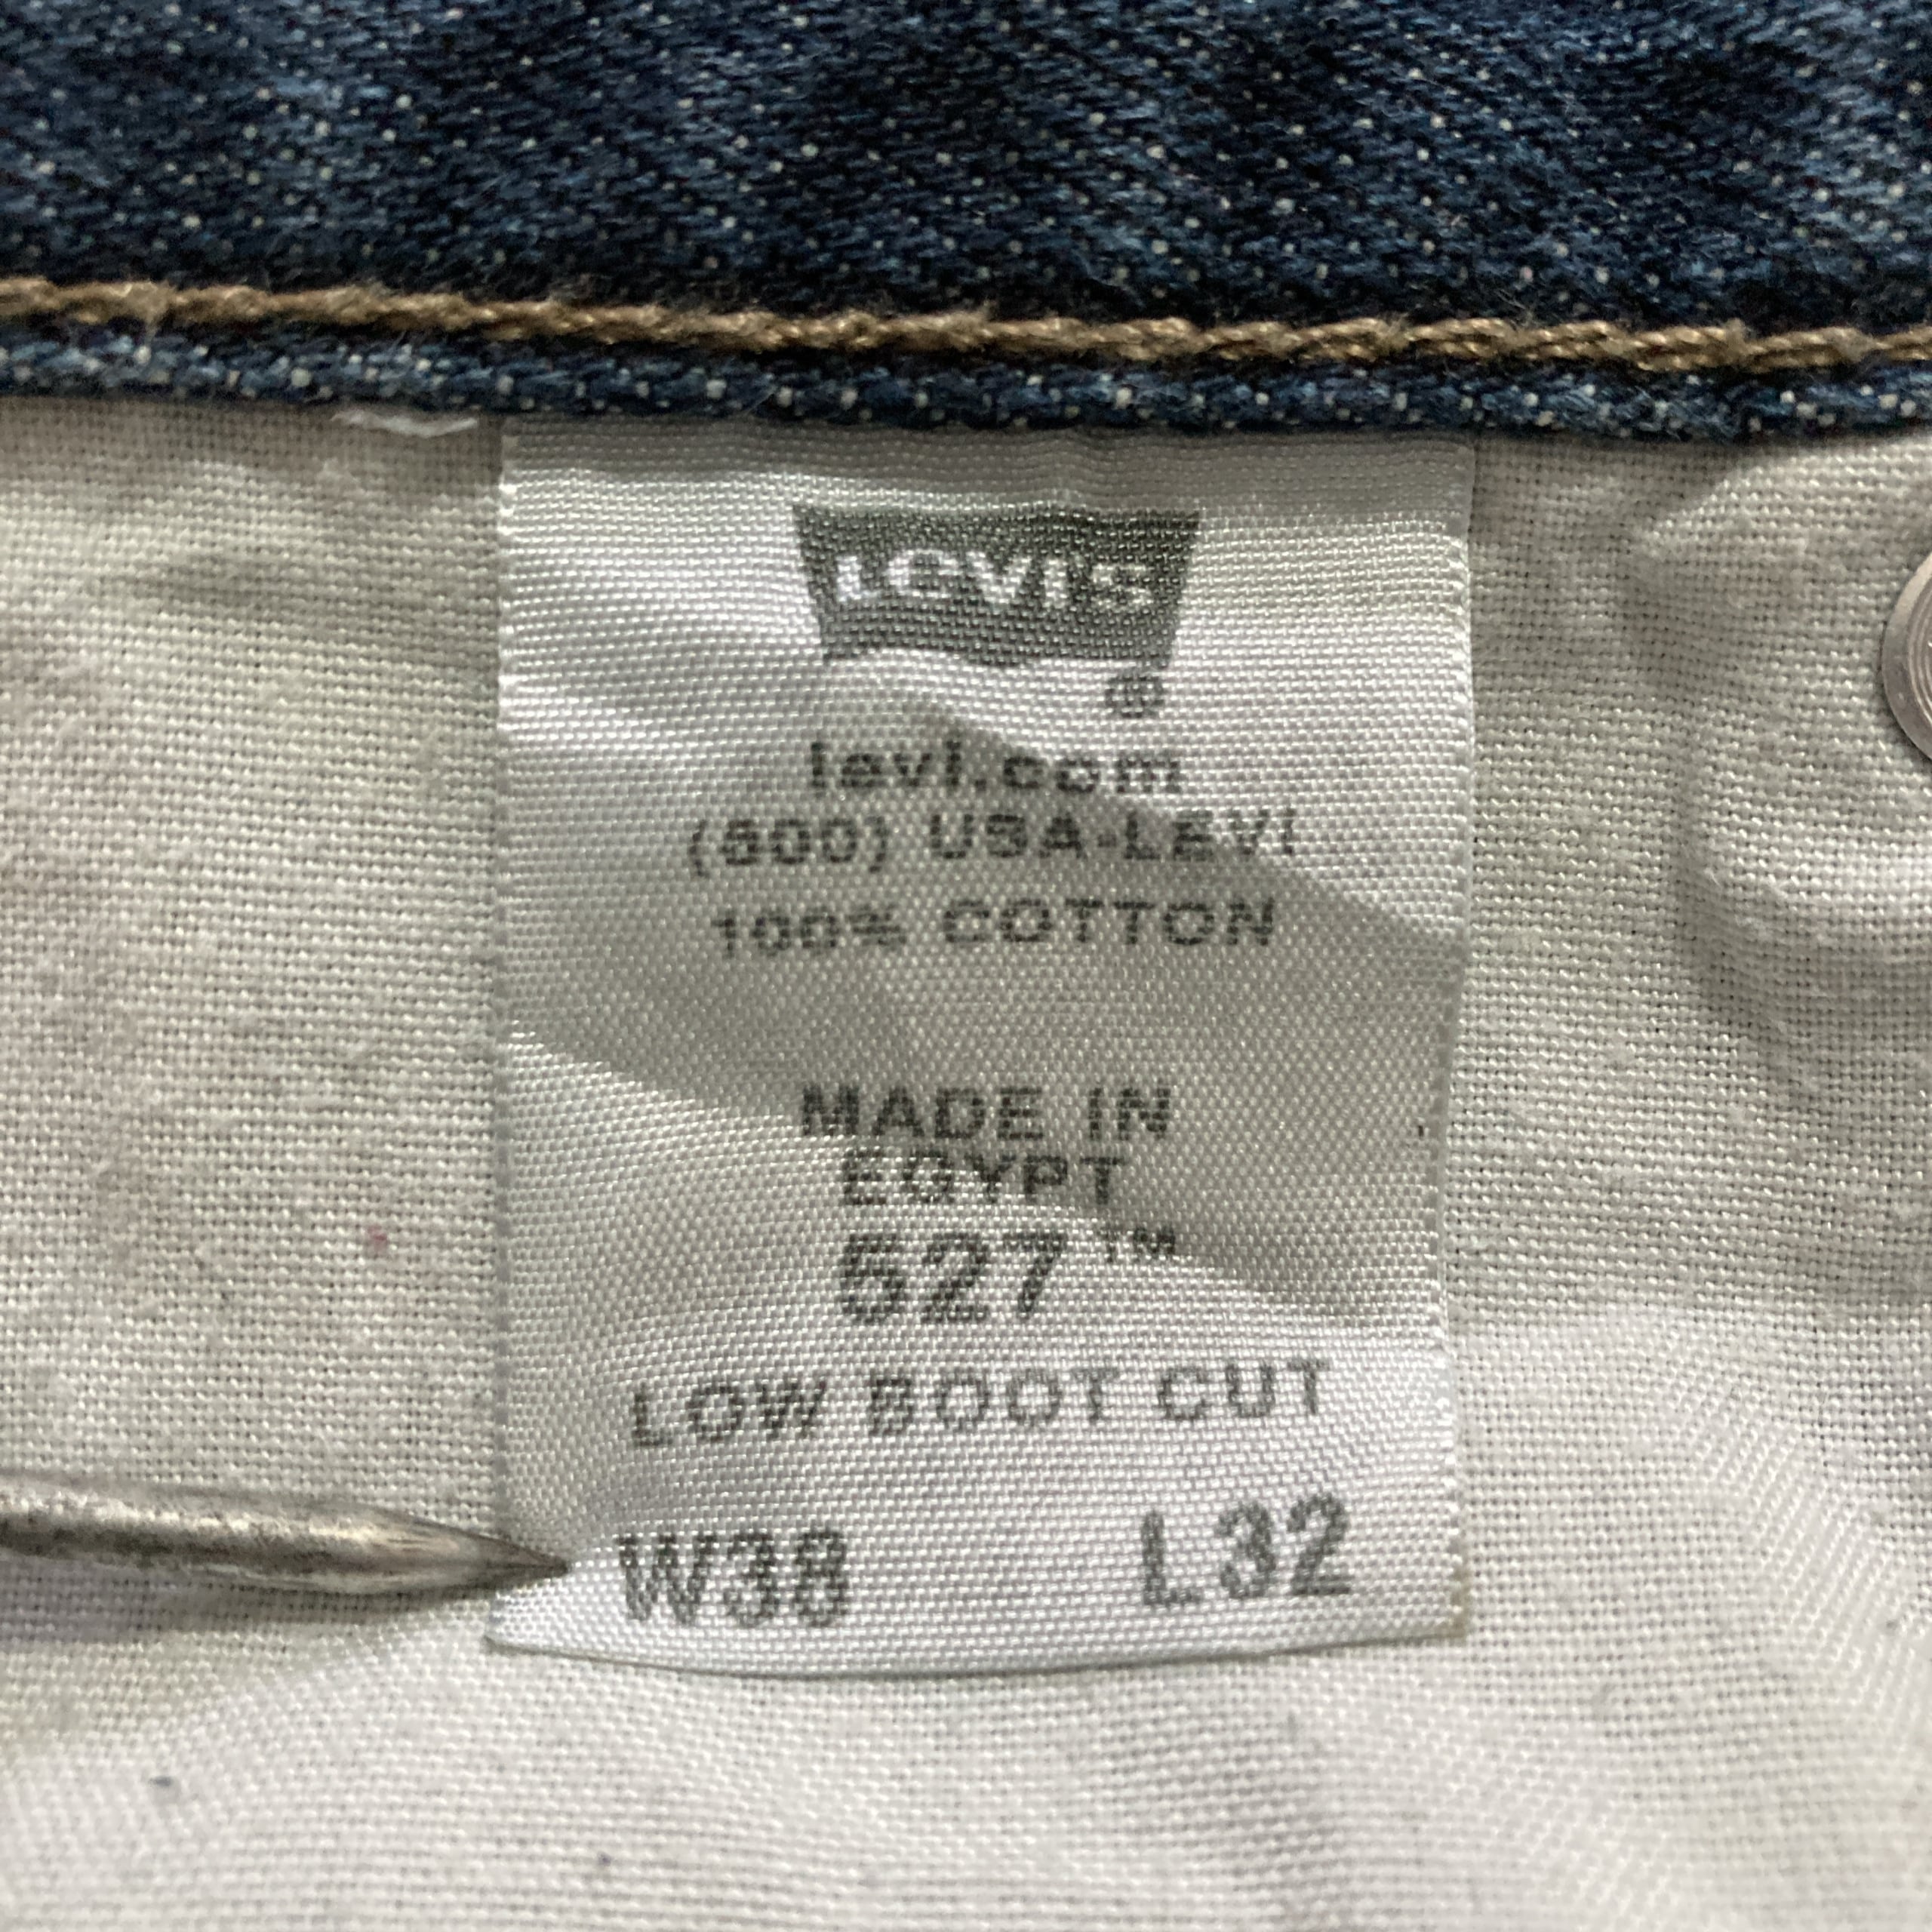 Levi's
®
levi.com
(800) USA-LEVI
100% COTTON
MADE IN
EGYPT
527™
LOW BOOT CUT
W38 L32